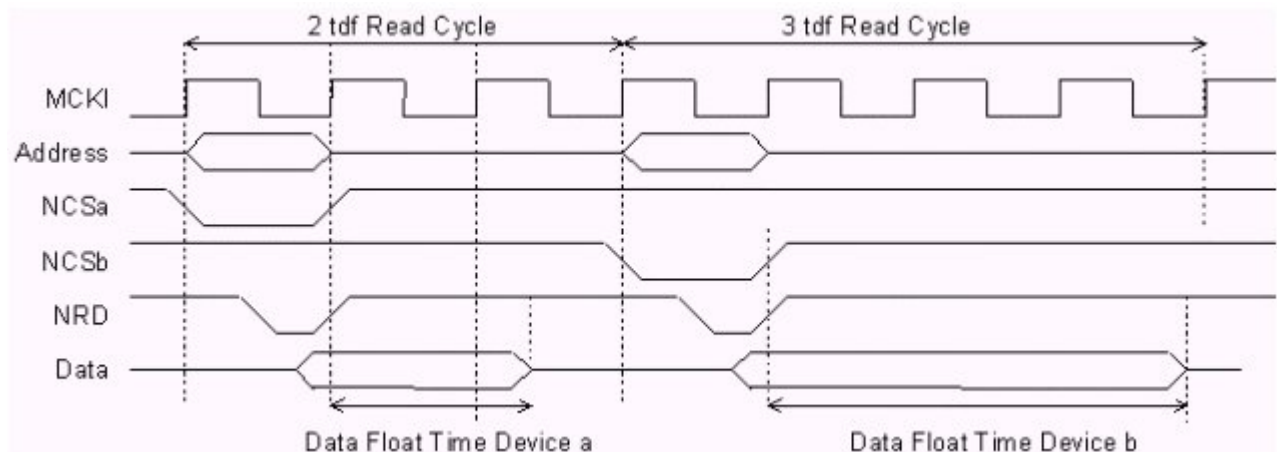 2 tdf Read Cycle
3 tdf Read Cycle
MCKI
Address
NCSa
NCSb
NRD
Data
Data Float Time Device a
Data Float Time Device b